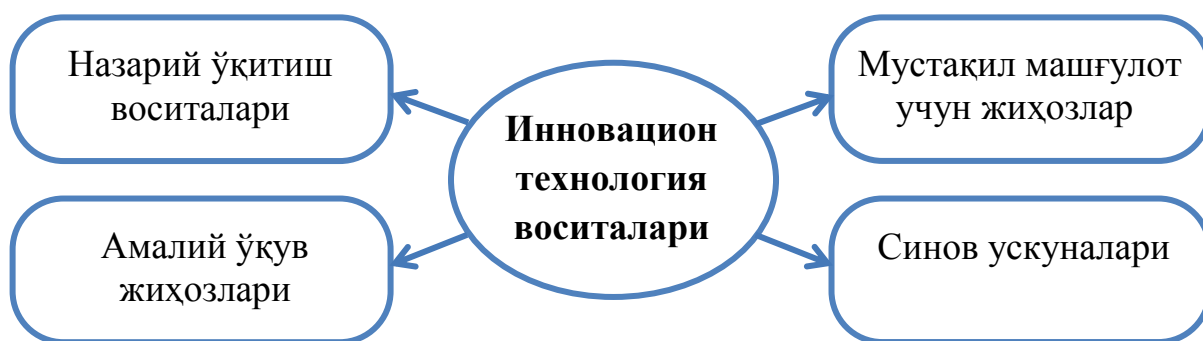 Назарий ўқитиш
воситалари
Инновацион
технология
воситалари
Мустақил машғулот
учун жиҳозлар
Амалий ўқув
жиҳозлари
Синов ускуналари